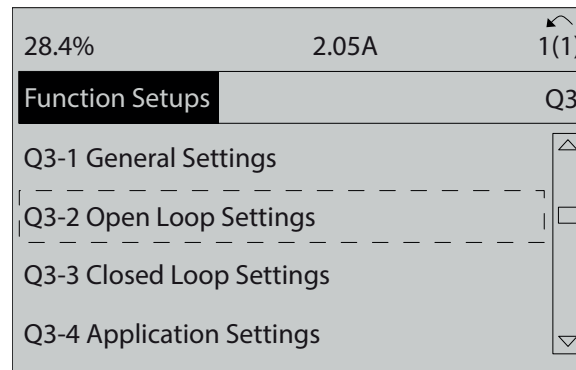 28.4% 2.05A 1(1)
Function Setups Q3
Q3-1 General Settings
Q3-2 Open Loop Settings
Q3-3 Closed Loop Settings
Q3-4 Application Settings